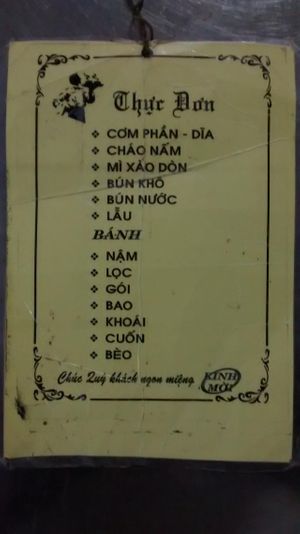 Thực Đơn
CƠM PHẦN - DĨA
CHÁO NẤM
MÌ XÀO DÒN
BÚN KHÔ
BÚN NƯỚC
LẪU
BÁNH
NẬM
LỌC
GÓI
BAO
KHOÁI
CUỐN
BÈO
Chúc Quý khách ngon miệng KÍNH MỜI